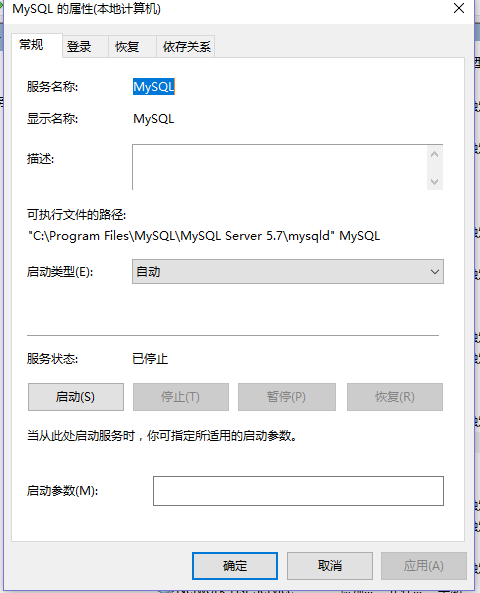 MySQL 的属性(本地计算机)
常规 登录 恢复 依存关系
服务名称: MySQL
显示名称: MySQL
描述:
可执行文件的路径:
"C:\Program Files\MySQL\MySQL Server 5.7\mysqld" MySQL
启动类型(E): 自动
服务状态: 已停止
启动(S) 停止(T) 暂停(P) 恢复(R)
当从此处启动服务时，你可指定所适用的启动参数。
启动参数(M):
确定 取消 应用(A)